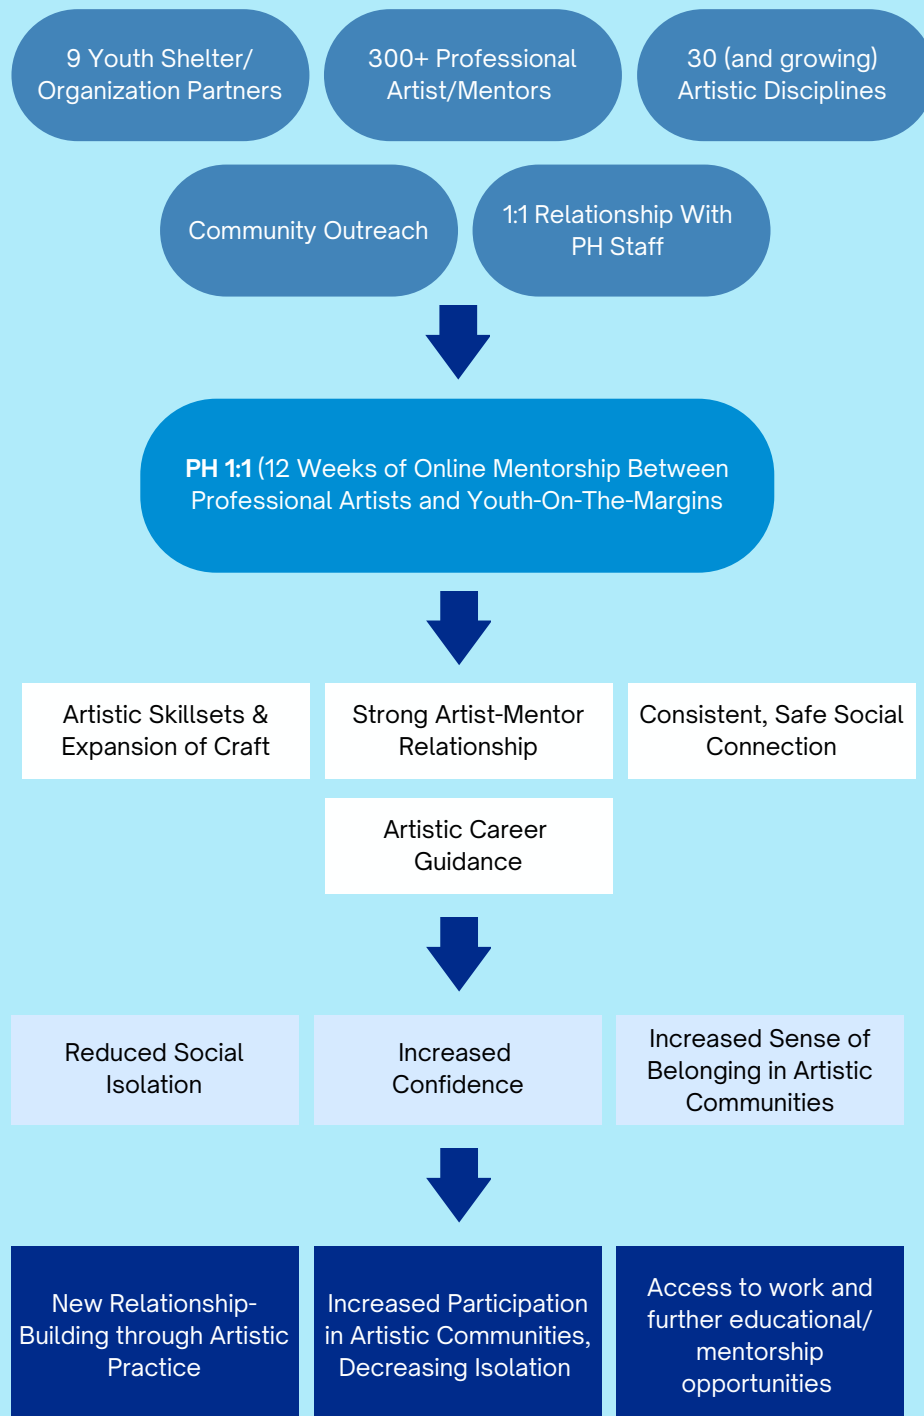 9 Youth Shelter/
Organization Partners
300+ Professional
Artist/Mentors
30 (and growing)
Artistic Disciplines
Community Outreach
1:1 Relationship With
PH Staff
PH 1:1 (12 Weeks of Online Mentorship Between
Professional Artists and Youth-On-The-Margins
Artistic Skillsets &
Expansion of Craft
Strong Artist-Mentor
Relationship
Consistent, Safe Social
Connection
Artistic Career
Guidance
Reduced Social
Isolation
Increased
Confidence
Increased Sense of
Belonging in Artistic
Communities
New Relationship-
Building through Artistic
Practice
Increased Participation
in Artistic Communities,
Decreasing Isolation
Access to work and
further educational/
mentorship
opportunities